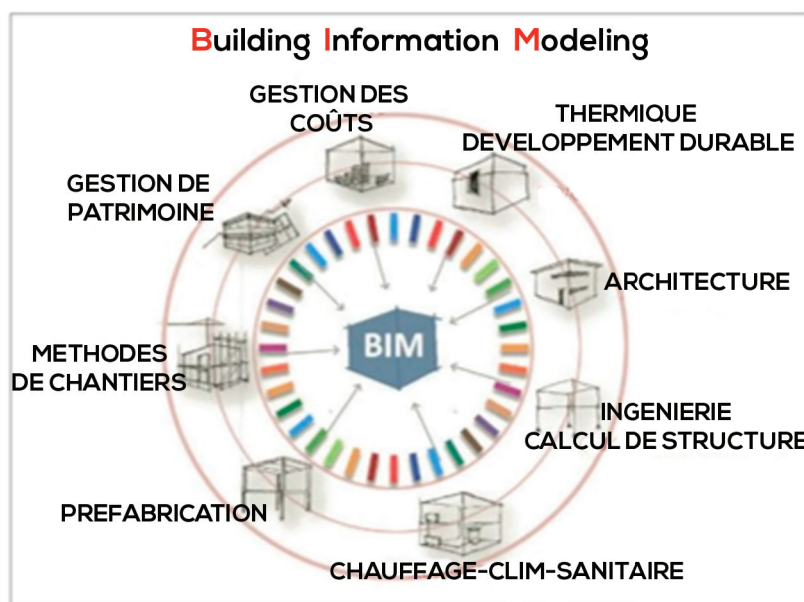 Building Information Modeling
GESTION DES
COÛTS
THERMIQUE
DEVELOPPEMENT DURABLE
GESTION DE
PATRIMOINE
ARCHITECTURE
BIM
METHODES
DE CHANTIERS
INGENIERIE
CALCUL DE STRUCTURE
PREFABRICATION
CHAUFFAGE-CLIM-SANITAIRE